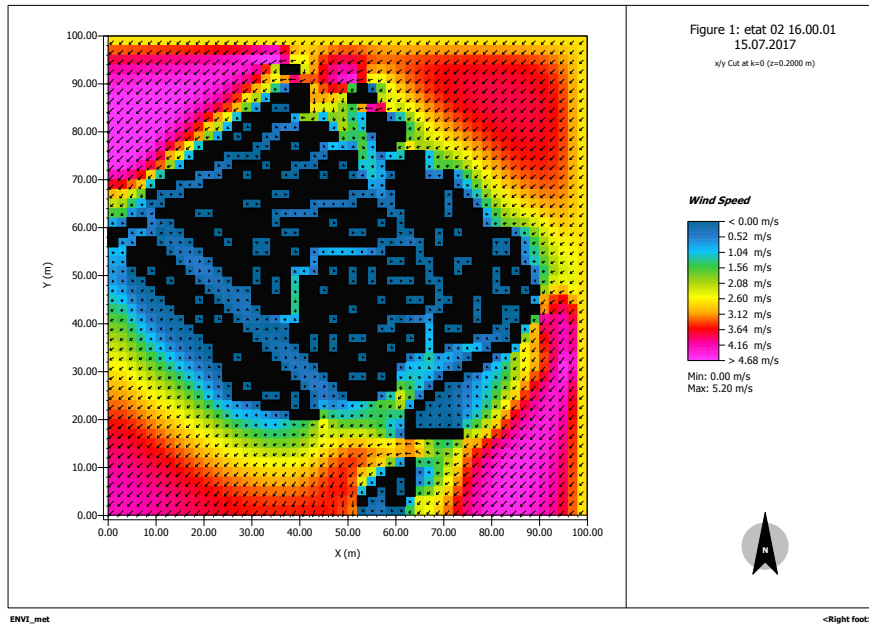 Figure 1: etat 02 16.00.01
15.07.2017
x/y Cut at k=0 (z=0.2000 m)
100.00
90.00
80.00
70.00
60.00
50.00
40.00
30.00
20.00
10.00
0.00
Y (m)
0.00 10.00 20.00 30.00 40.00 50.00 60.00 70.00 80.00 90.00 100.00
X (m)
Wind Speed
< 0.00 m/s
0.52 m/s
1.04 m/s
1.56 m/s
2.08 m/s
2.60 m/s
3.12 m/s
3.64 m/s
4.16 m/s
> 4.68 m/s
Min: 0.00 m/s
Max: 5.20 m/s
N
ENVI_met
<Right foot: